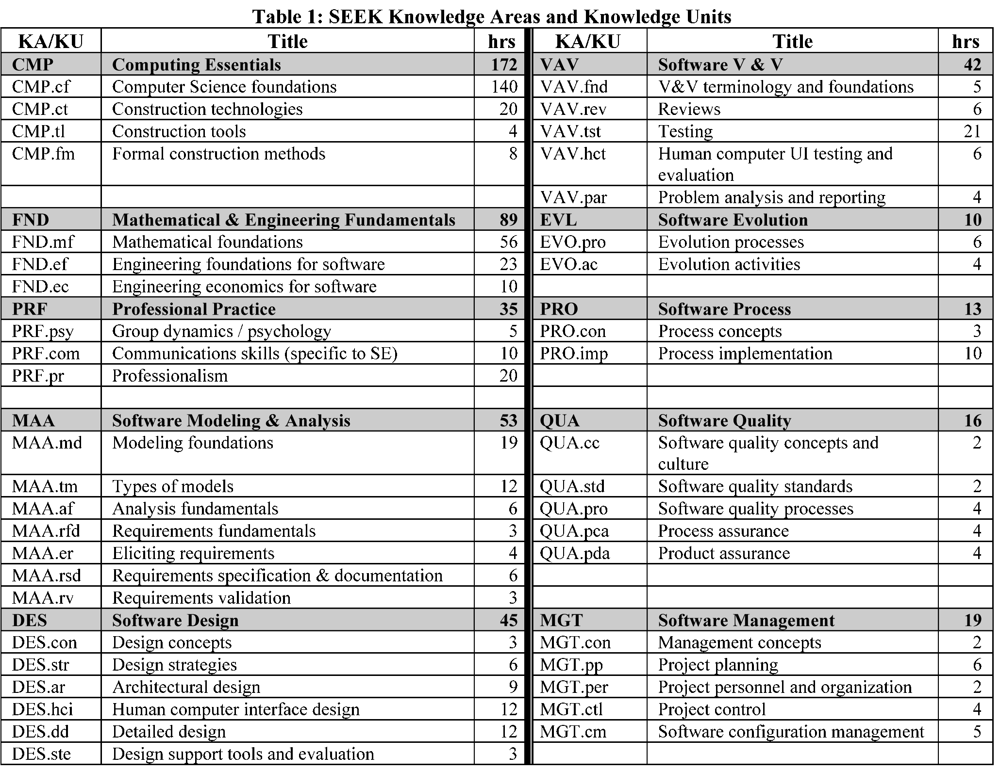 Table 1: SEEK Knowledge Areas and Knowledge Units
KA/KU Title hrs KA/KU Title hrs
CMP Computing Essentials 172 VAV Software V & V 42
CMP.cf Computer Science foundations 140 VAV.fnd V&V terminology and foundations 5
CMP.ct Construction technologies 20 VAV.rev Reviews 6
CMP.tl Construction tools 4 VAV.tst Testing 21
CMP.fm Formal construction methods 8 VAV.hct Human computer UI testing and 6
evaluation
VAV.par Problem analysis and reporting 4
FND Mathematical & Engineering Fundamentals 89 EVL Software Evolution 10
FND.mf Mathematical foundations 56 EVO.pro Evolution processes 6
FND.ef Engineering foundations for software 23 EVO.ac Evolution activities 4
FND.ec Engineering economics for software 10
PRF Professional Practice 35 PRO Software Process 13
PRF.psy Group dynamics / psychology 5 PRO.con Process concepts 3
PRF.com Communications skills (specific to SE) 10 PRO.imp Process implementation 10
PRF.pr Professionalism 20
MAA Software Modeling & Analysis 53 QUA Software Quality 16
MAA.md Modeling foundations 19 QUA.cc Software quality concepts and 2
culture
MAA.tm Types of models 12 QUA.std Software quality standards 2
MAA.af Analysis fundamentals 6 QUA.pro Software quality processes 4
MAA.rfd Requirements fundamentals 3 QUA.pca Process assurance 4
MAA.er Eliciting requirements 4 QUA.pda Product assurance 4
MAA.rsd Requirements specification & documentation 6
MAA.rv Requirements validation 3
DES Software Design 45 MGT Software Management 19
DES.con Design concepts 3 MGT.con Management concepts 2
DES.str Design strategies 6 MGT.pp Project planning 6
DES.ar Architectural design 9 MGT.per Project personnel and organization 2
DES.hci Human computer interface design 12 MGT.ctl Project control 4
DES.dd Detailed design 12 MGT.cm Software configuration management 5
DES.ste Design support tools and evaluation 3